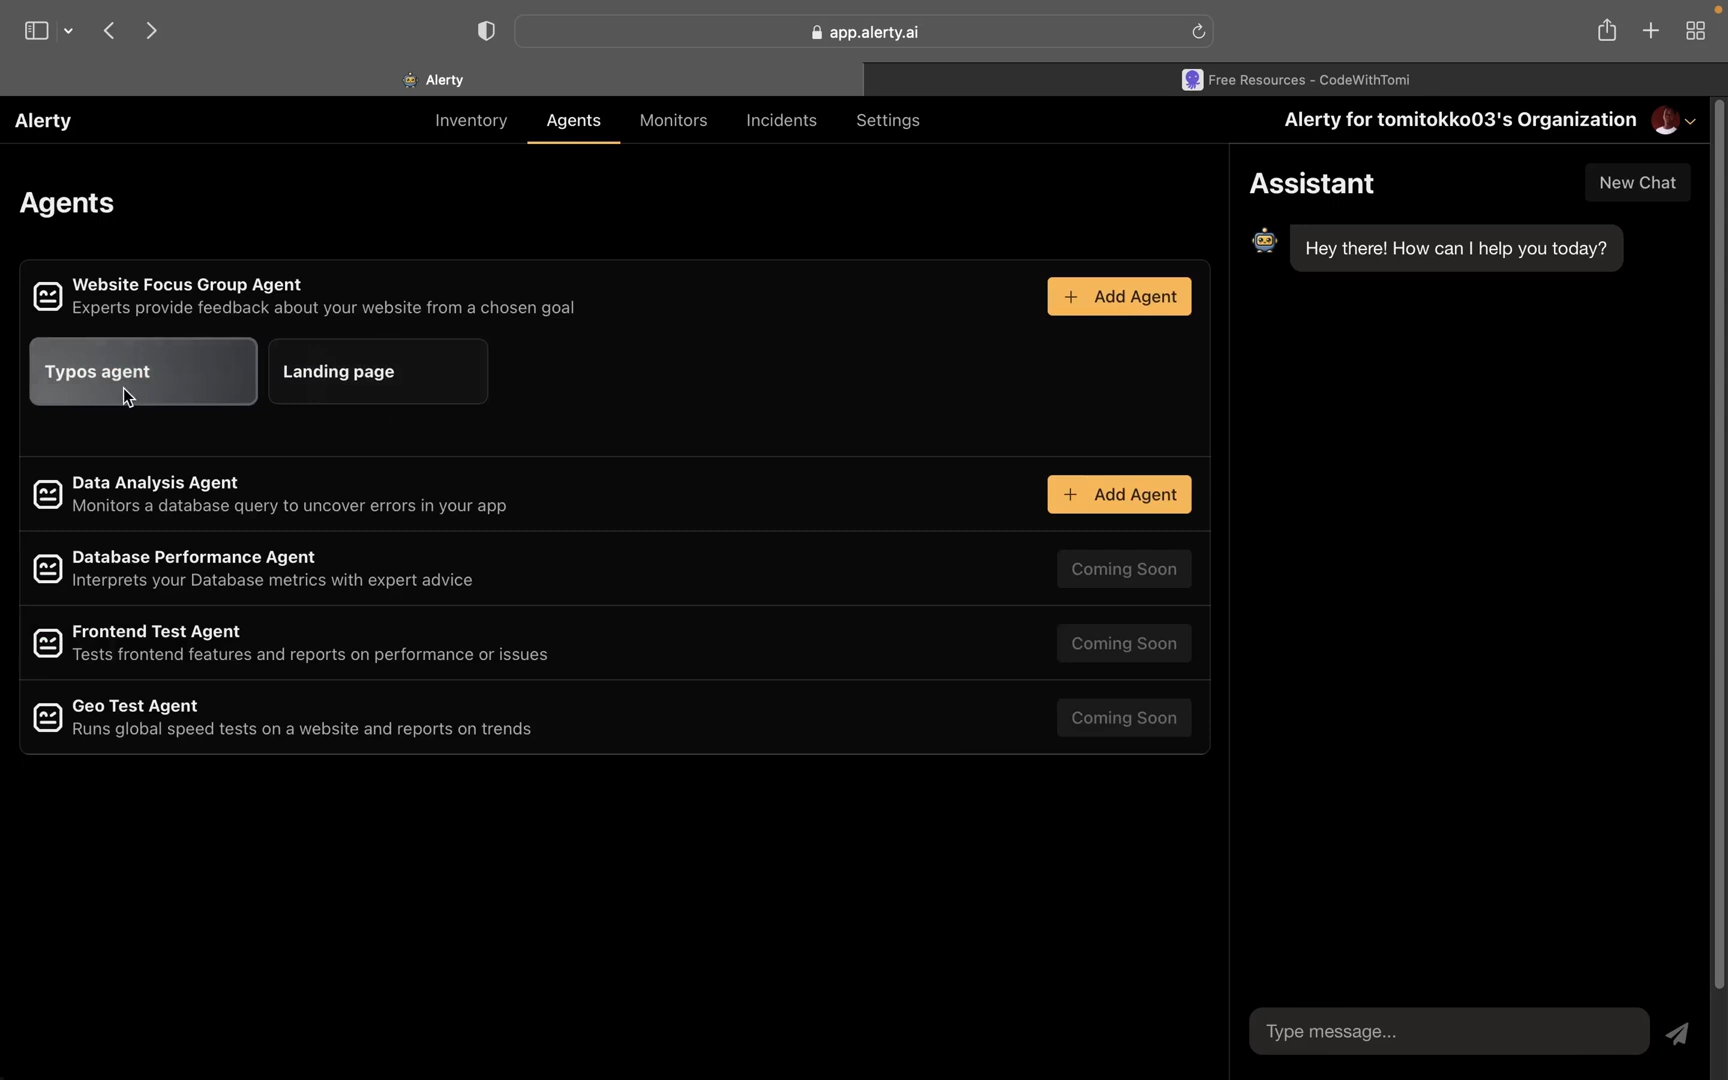 app.alerty.ai
Alerty
Free Resources - CodeWithTomi
Alerty
Inventory
Agents
Monitors
Incidents
Settings
Alerty for tomitokko03's Organization
Agents
Website Focus Group Agent
Experts provide feedback about your website from a chosen goal
+ Add Agent
Typos agent
Landing page
Data Analysis Agent
Monitors a database query to uncover errors in your app
+ Add Agent
Database Performance Agent
Interprets your Database metrics with expert advice
Coming Soon
Frontend Test Agent
Tests frontend features and reports on performance or issues
Coming Soon
Geo Test Agent
Runs global speed tests on a website and reports on trends
Coming Soon
Assistant
New Chat
Hey there! How can I help you today?
Type message...